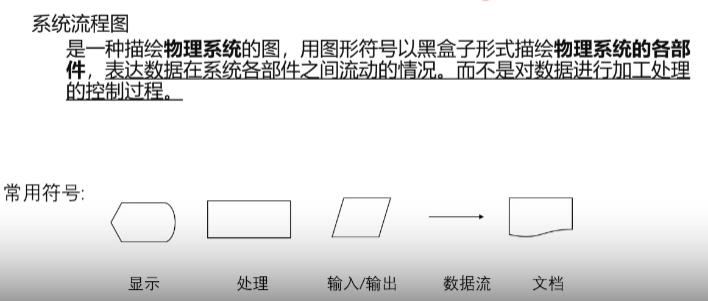 系统流程图
是一种描绘物理系统的图，用图形符号以黑盒子形式描绘物理系统的各部
件，表达数据在系统各部件之间流动的情况。而不是对数据进行加工处理
的控制过程。
常用符号:
显示 处理 输入/输出 数据流 文档